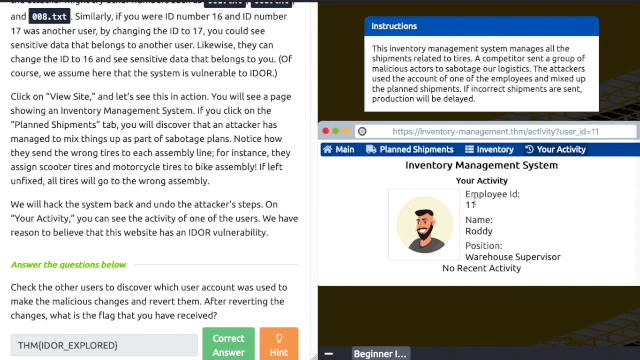 and 008.txt. Similarly, if you were ID number 16 and ID number
17 was another user, by changing the ID to 17, you could see
sensitive data that belongs to another user. Likewise, they can
change the ID to 16 and see sensitive data that belongs to you.
(Of course, we assume here that the system is vulnerable to IDOR.)
Click on “View Site,” and let’s see this in action. You will see a page
showing an Inventory Management System. If you click on the
“Planned Shipments” tab, you will discover that an attacker has
managed to mix things up as part of sabotage plans. Notice how
they send the wrong tires to each assembly line; for instance, they
assign scooter tires and motorcycle tires to bike assembly! If left
unfixed, all tires will go to the wrong assembly.
We will hack the system back and undo the attacker’s steps. On
“Your Activity,” you can see the activity of one of the users. We have
reason to believe that this website has an IDOR vulnerability.
Answer the questions below
Check the other users to discover which user account was used to
make the malicious changes and revert them. After reverting the
changes, what is the flag that you have received?
THM{IDOR_EXPLORED}
Correct
Answer
Hint
Instructions
This inventory management system manages all the
shipments related to tires. A competitor sent a group of
malicious actors to sabotage our logistics. The attackers
used the account of one of the employees and mixed up
the planned shipments. If incorrect shipments are sent,
production will be delayed.
https://inventory-management.thm/activity?user_id=11
Main Planned Shipments Inventory Your Activity
Inventory Management System
Your Activity
Employee Id:
11
Name:
Roddy
Position:
Warehouse Supervisor
No Recent Activity
Beginner I...